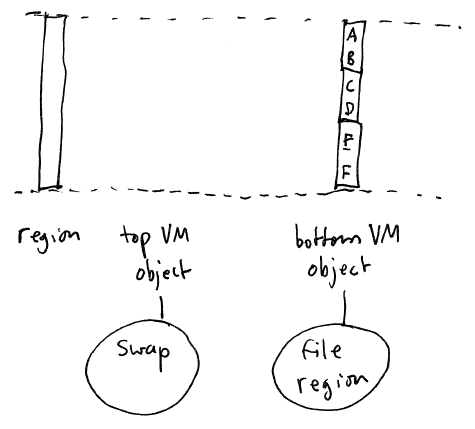 A
B
C
D
E
F
region top VM bottom VM
object object
Swap File
region